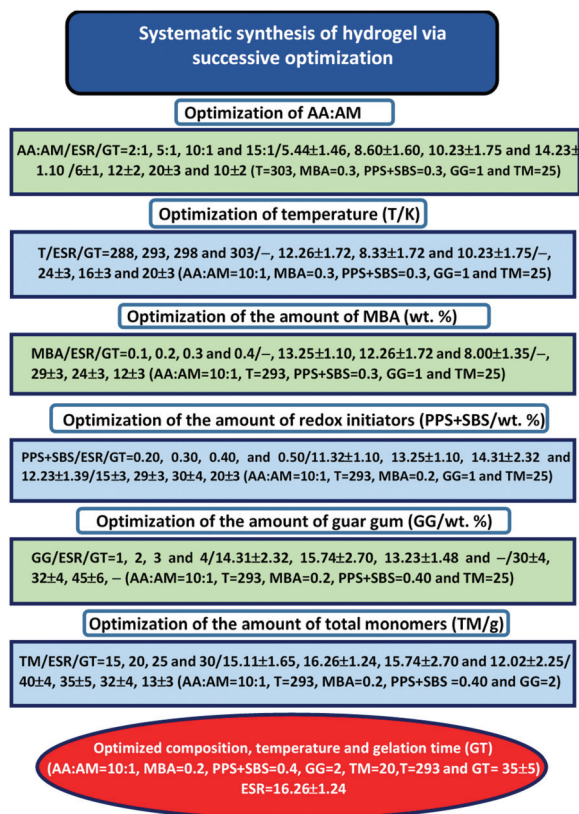 Systematic synthesis of hydrogel via
successive optimization
Optimization of AA:AM
AA:AM/ESR/GT=2:1, 5:1, 10:1 and 15:1/5.44±1.46, 8.60±1.60, 10.23±1.75 and 14.23±
1.10 /6±1, 12±2, 20±3 and 10±2 (T=303, MBA=0.3, PPS+SBS=0.3, GG=1 and TM=25)
Optimization of temperature (T/K)
T/ESR/GT=288, 293, 298 and 303/–, 12.26±1.72, 8.33±1.72 and 10.23±1.75/–,
24±3, 16±3 and 20±3 (AA:AM=10:1, MBA=0.3, PPS+SBS=0.3, GG=1 and TM=25)
Optimization of the amount of MBA (wt. %)
MBA/ESR/GT=0.1, 0.2, 0.3 and 0.4/–, 13.25±1.10, 12.26±1.72 and 8.00±1.35/–,
29±3, 24±3, 12±3 (AA:AM=10:1, T=293, PPS+SBS=0.3, GG=1 and TM=25)
Optimization of the amount of redox initiators (PPS+SBS/wt. %)
PPS+SBS/ESR/GT=0.20, 0.30, 0.40, and 0.50/11.32±1.10, 13.25±1.10, 14.31±2.32 and
12.23±1.39/15±3, 29±3, 30±4, 20±3 (AA:AM=10:1, T=293, MBA=0.2, GG=1 and TM=25)
Optimization of the amount of guar gum (GG/wt. %)
GG/ESR/GT=1, 2, 3 and 4/14.31±2.32, 15.74±2.70, 13.23±1.48 and –/30±4,
32±4, 45±6, – (AA:AM=10:1, T=293, MBA=0.2, PPS+SBS=0.40 and TM=25)
Optimization of the amount of total monomers (TM/g)
TM/ESR/GT=15, 20, 25 and 30/15.11±1.65, 16.26±1.24, 15.74±2.70 and 12.02±2.25/
40±4, 35±5, 32±4, 13±3 (AA:AM=10:1, T=293, MBA=0.2, PPS+SBS =0.40 and GG=2)
Optimized composition, temperature and gelation time (GT)
(AA:AM=10:1, MBA=0.2, PPS+SBS=0.4, GG=2, TM=20,T=293 and GT= 35±5)
ESR=16.26±1.24